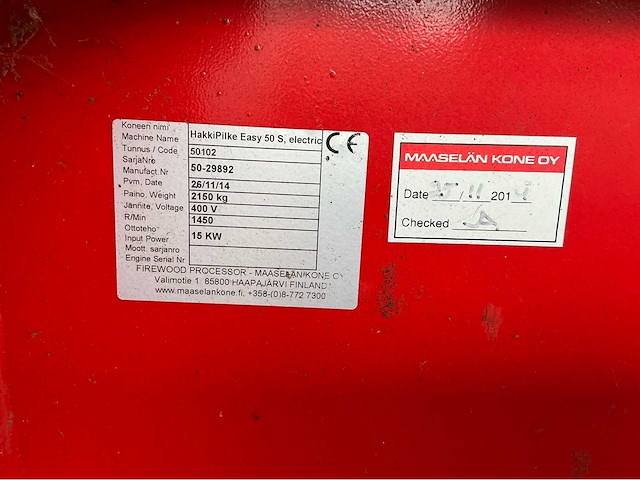 Koneen nimi
Machine Name HakkiPilke Easy 50 S, electric CE
Tunnus / Code 50102
SarjaNro
Manufact.Nr 50-29892
Pvm, Date 26/11/14
Paino, Weight 2150 kg
Jännite, Voltage 400 V
R/Min 1450
Ottoteho
Input Power 15 KW
Moott. sarjanro
Engine Serial Nr
FIREWOOD PROCESSOR - MAASELÄN KONE OY
Valimotie 1 85800 HAAPAJÄRVI FINLAND
www.maaselankone.fi, +358-(0)8-772 7300
MAASELÄN KONE OY
Date /11 2014
Checked